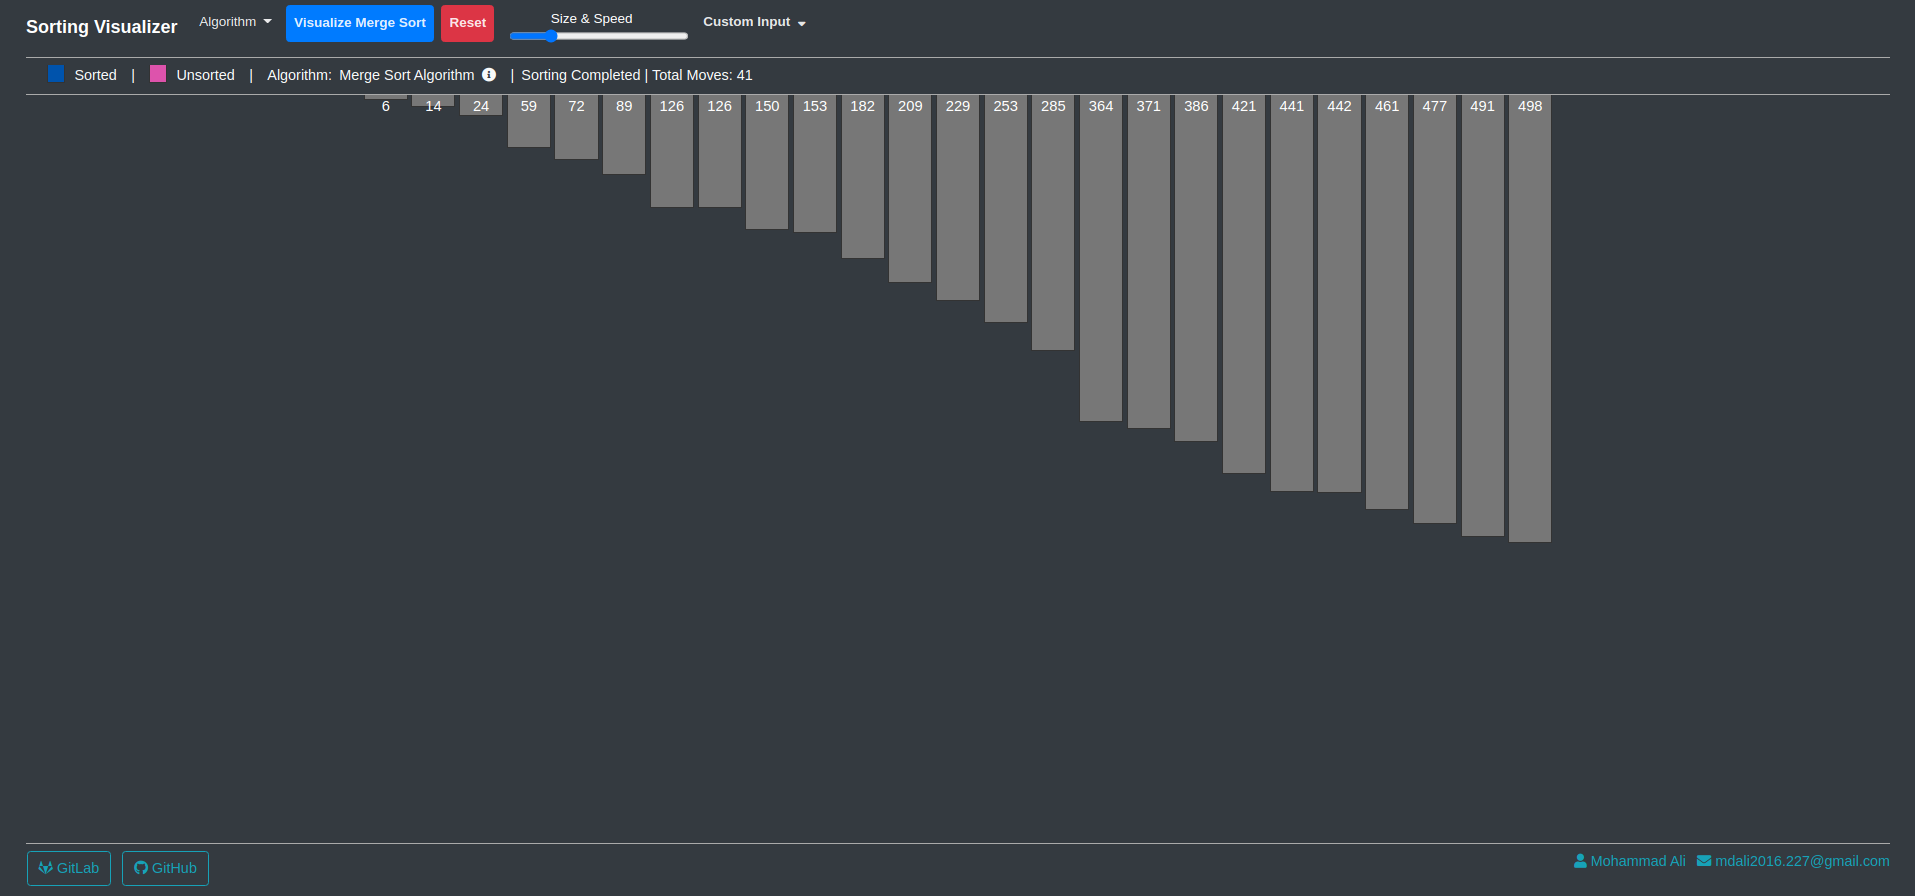 Sorting Visualizer Algorithm Visualize Merge Sort Reset Size & Speed Custom Input
Sorted | Unsorted | Algorithm: Merge Sort Algorithm | Sorting Completed | Total Moves: 41
6 14 24 59 72 89 126 126 150 153 182 209 229 253 285 364 371 386 421 441 442 461 477 491 498
GitLab GitHub Mohammad Ali mdali2016.227@gmail.com